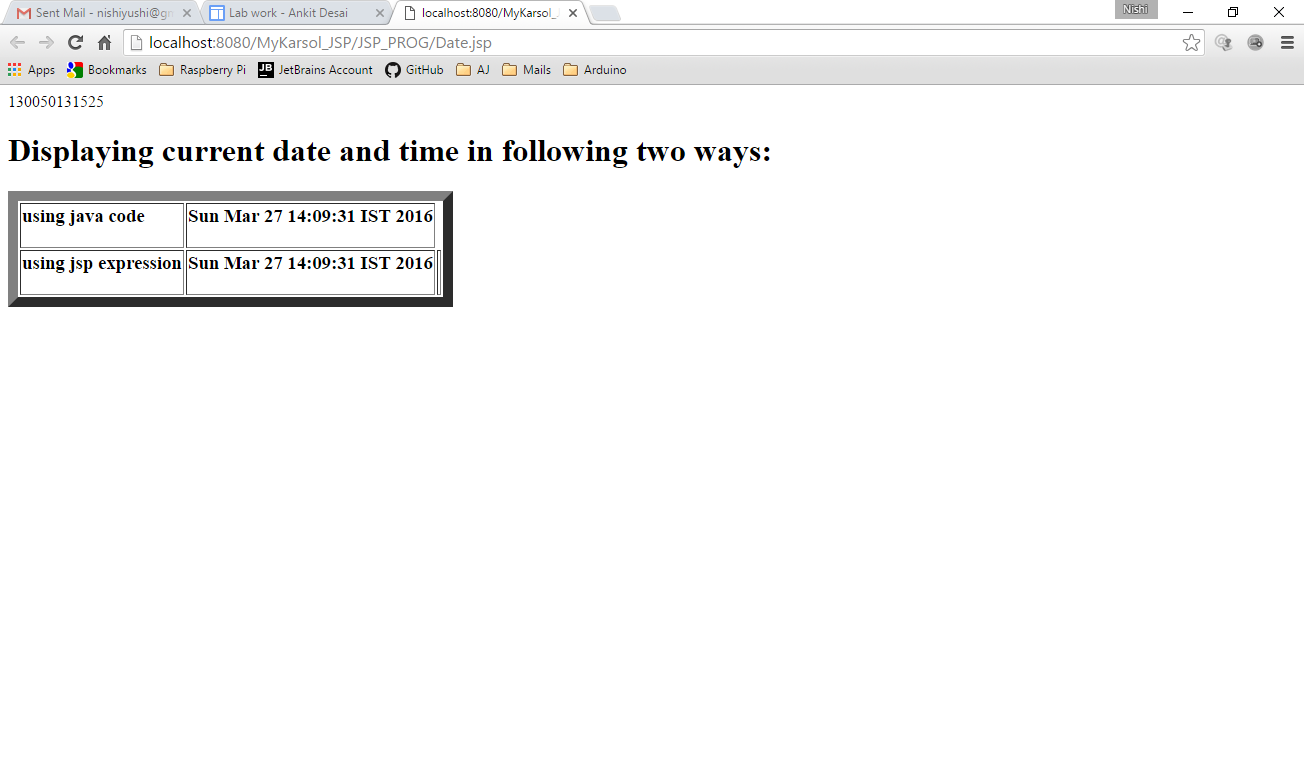 Sent Mail - nishiyushi@gm
Lab work - Ankit Desai
localhost:8080/MyKarsol_J
Nishi
localhost:8080/MyKarsol_JSP/JSP_PROG/Date.jsp
Apps Bookmarks Raspberry Pi JB JetBrains Account GitHub AJ Mails Arduino
130050131525
Displaying current date and time in following two ways:
using java code Sun Mar 27 14:09:31 IST 2016
using jsp expression Sun Mar 27 14:09:31 IST 2016